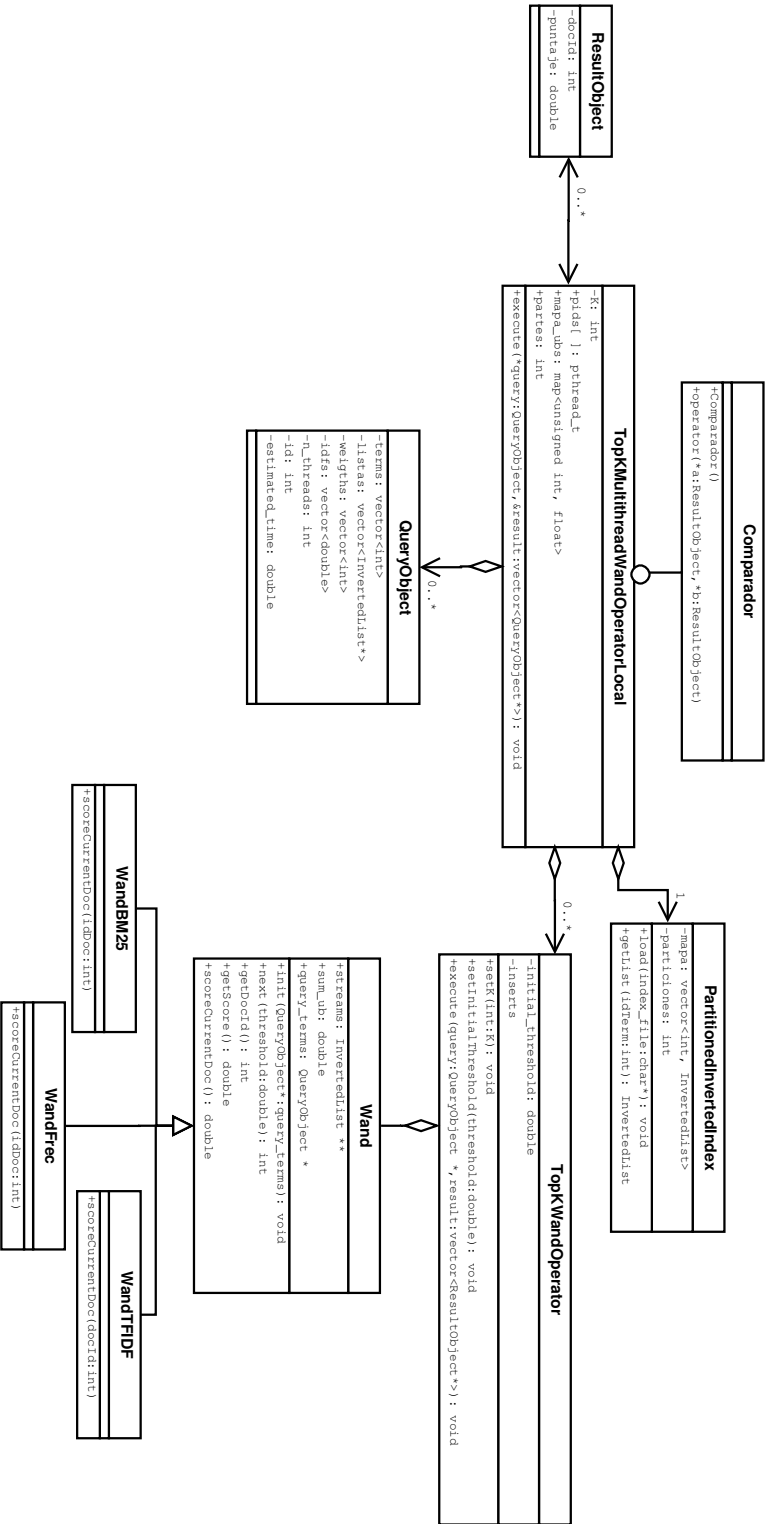 Comparador
+Comparador()
+operator(*a:ResultObject,*b:ResultObject)
ResultObject
-docId: int
-puntaje: double
0..*
TopKMultithreadWandOperatorLocal
-K: int
+pids[ ]: pthread_t
+mapa_ubs: map<unsigned int, float>
+partes: int
+execute(*query:QueryObject,&result:vector<QueryObject*>): void
1
PartitionedInvertedIndex
-mapa: vector<int, InvertedList>
-particiones: int
+load(index_file:char*): void
+getList(idTerm:int): InvertedList
0..*
QueryObject
-terms: vector<int>
-listas: vector<InvertedList*>
-weigths: vector<int>
-idfs: vector<double>
-n_threads: int
-id: int
-estimated_time: double
0..*
TopKWandOperator
-initial_threshold: double
-inserts
+setK(int:K): void
+setInitialThreshold(threshold:double): void
+execute(query:QueryObject *,result:vector<ResultObject*>): void
Wand
+streams: InvertedList **
+sum_ub: double
+query_terms: QueryObject *
+init(QueryObject*:query_terms): void
+next(threshold:double): int
+getDocId(): int
+getScore(): double
+scoreCurrentDoc(): double
WandBM25
+scoreCurrentDoc(idDoc:int)
WandTFIDF
+scoreCurrentDoc(docId:int)
WandFrec
+scoreCurrentDoc(idDoc:int)